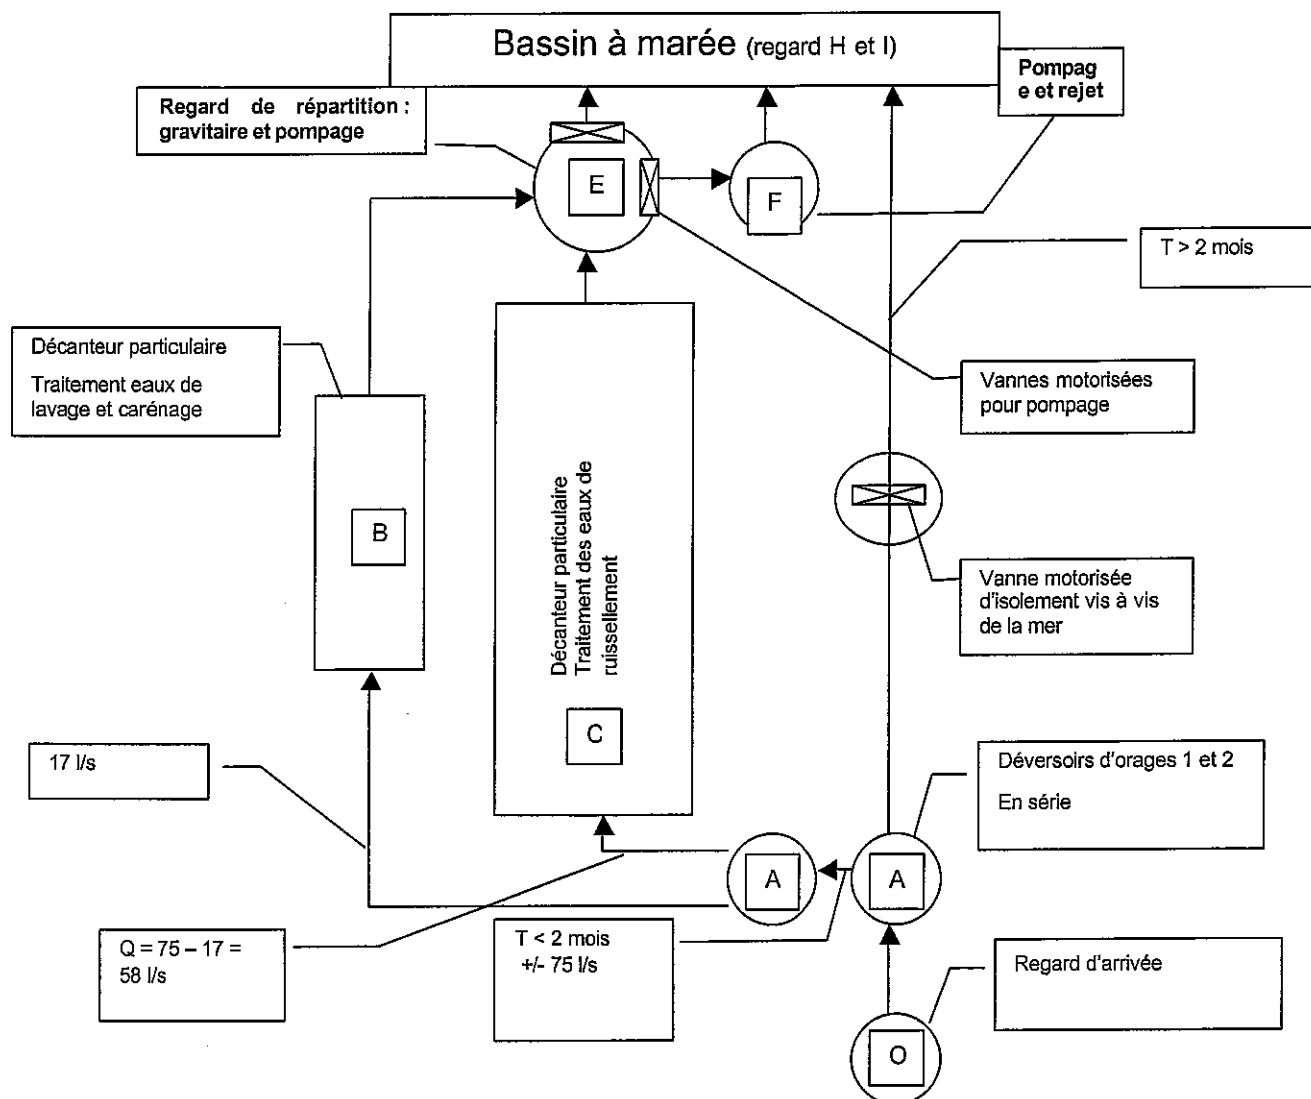 Bassin à marée (regard H et I)
Pompag
e et rejet
Regard de répartition :
gravitaire et pompage
E
F
T > 2 mois
Décanteur particulaire
Traitement eaux de
lavage et carénage
Vannes motorisées
pour pompage
B
Décanteur particulaire
Traitement des eaux de
ruissellement
Vanne motorisée
d'isolement vis à vis
de la mer
C
17 l/s
Déversoirs d'orages 1 et 2
En série
A
A
Q = 75 – 17 =
58 l/s
T < 2 mois
+/- 75 l/s
Regard d'arrivée
O